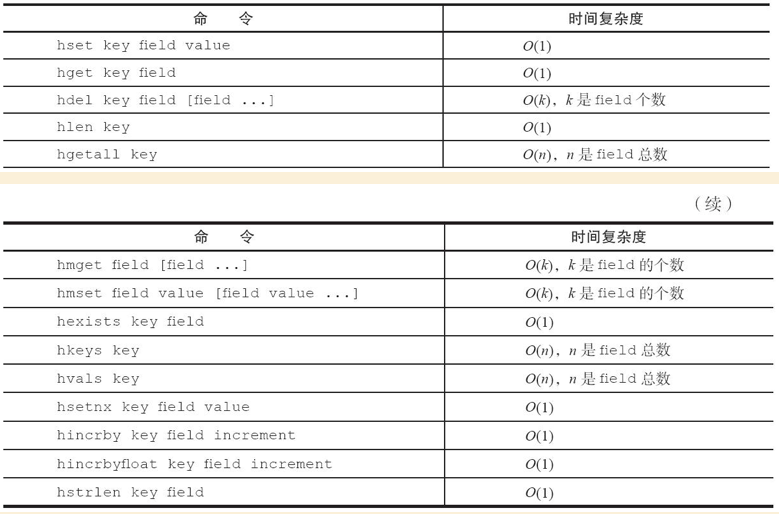 命 令 时间复杂度
hset key field value O(1)
hget key field O(1)
hdel key field [field ...] O(k)，k 是 field 个数
hlen key O(1)
hgetall key O(n)，n 是 field 总数
（续）
命 令 时间复杂度
hmget field [field ...] O(k)，k 是 field 的个数
hmset field value [field value ...] O(k)，k 是 field 的个数
hexists key field O(1)
hkeys key O(n)，n 是 field 总数
hvals key O(n)，n 是 field 总数
hsetnx key field value O(1)
hincrby key field increment O(1)
hincrbyfloat key field increment O(1)
hstrlen key field O(1)